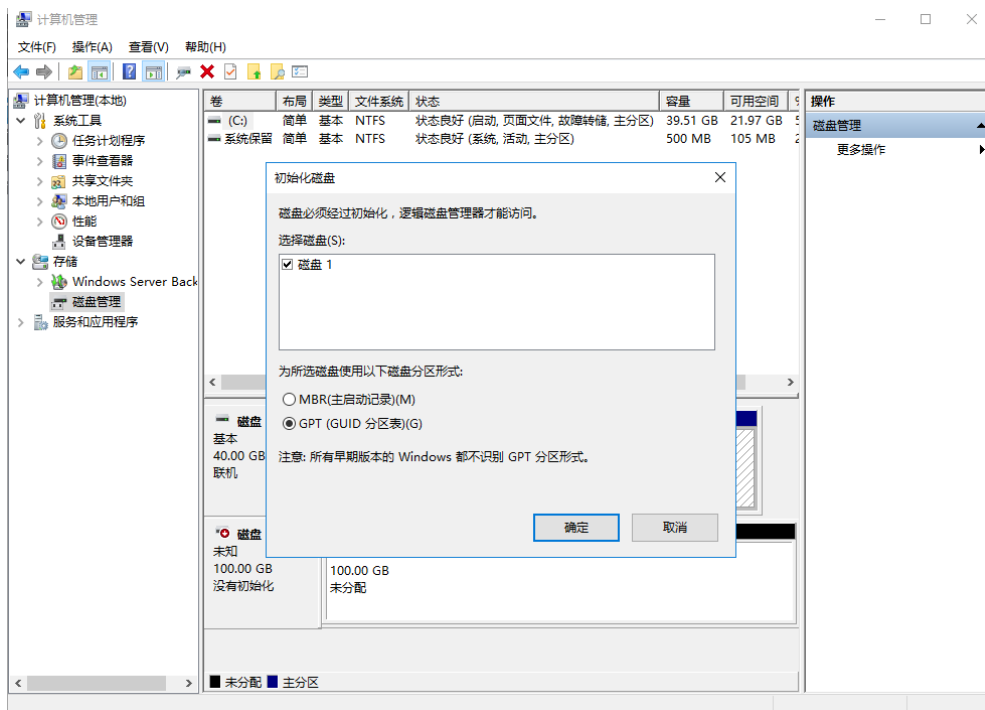 计算机管理
文件(F) 操作(A) 查看(V) 帮助(H)
计算机管理(本地)
系统工具
任务计划程序
事件查看器
共享文件夹
本地用户和组
性能
设备管理器
存储
Windows Server Back
磁盘管理
服务和应用程序
卷 布局 类型 文件系统 状态 容量 可用空间
(C:) 简单 基本 NTFS 状态良好 (启动, 页面文件, 故障转储, 主分区) 39.51 GB 21.97 GB
系统保留 简单 基本 NTFS 状态良好 (系统, 活动, 主分区) 500 MB 105 MB
初始化磁盘
磁盘必须经过初始化，逻辑磁盘管理器才能访问。
选择磁盘(S):
磁盘 1
为所选磁盘使用以下磁盘分区形式:
MBR(主启动记录)(M)
GPT (GUID 分区表)(G)
注意: 所有早期版本的 Windows 都不识别 GPT 分区形式。
确定 取消
磁盘
基本
40.00 GB
联机
磁盘
未知
100.00 GB
没有初始化
100.00 GB
未分配
未分配 主分区
操作
磁盘管理
更多操作